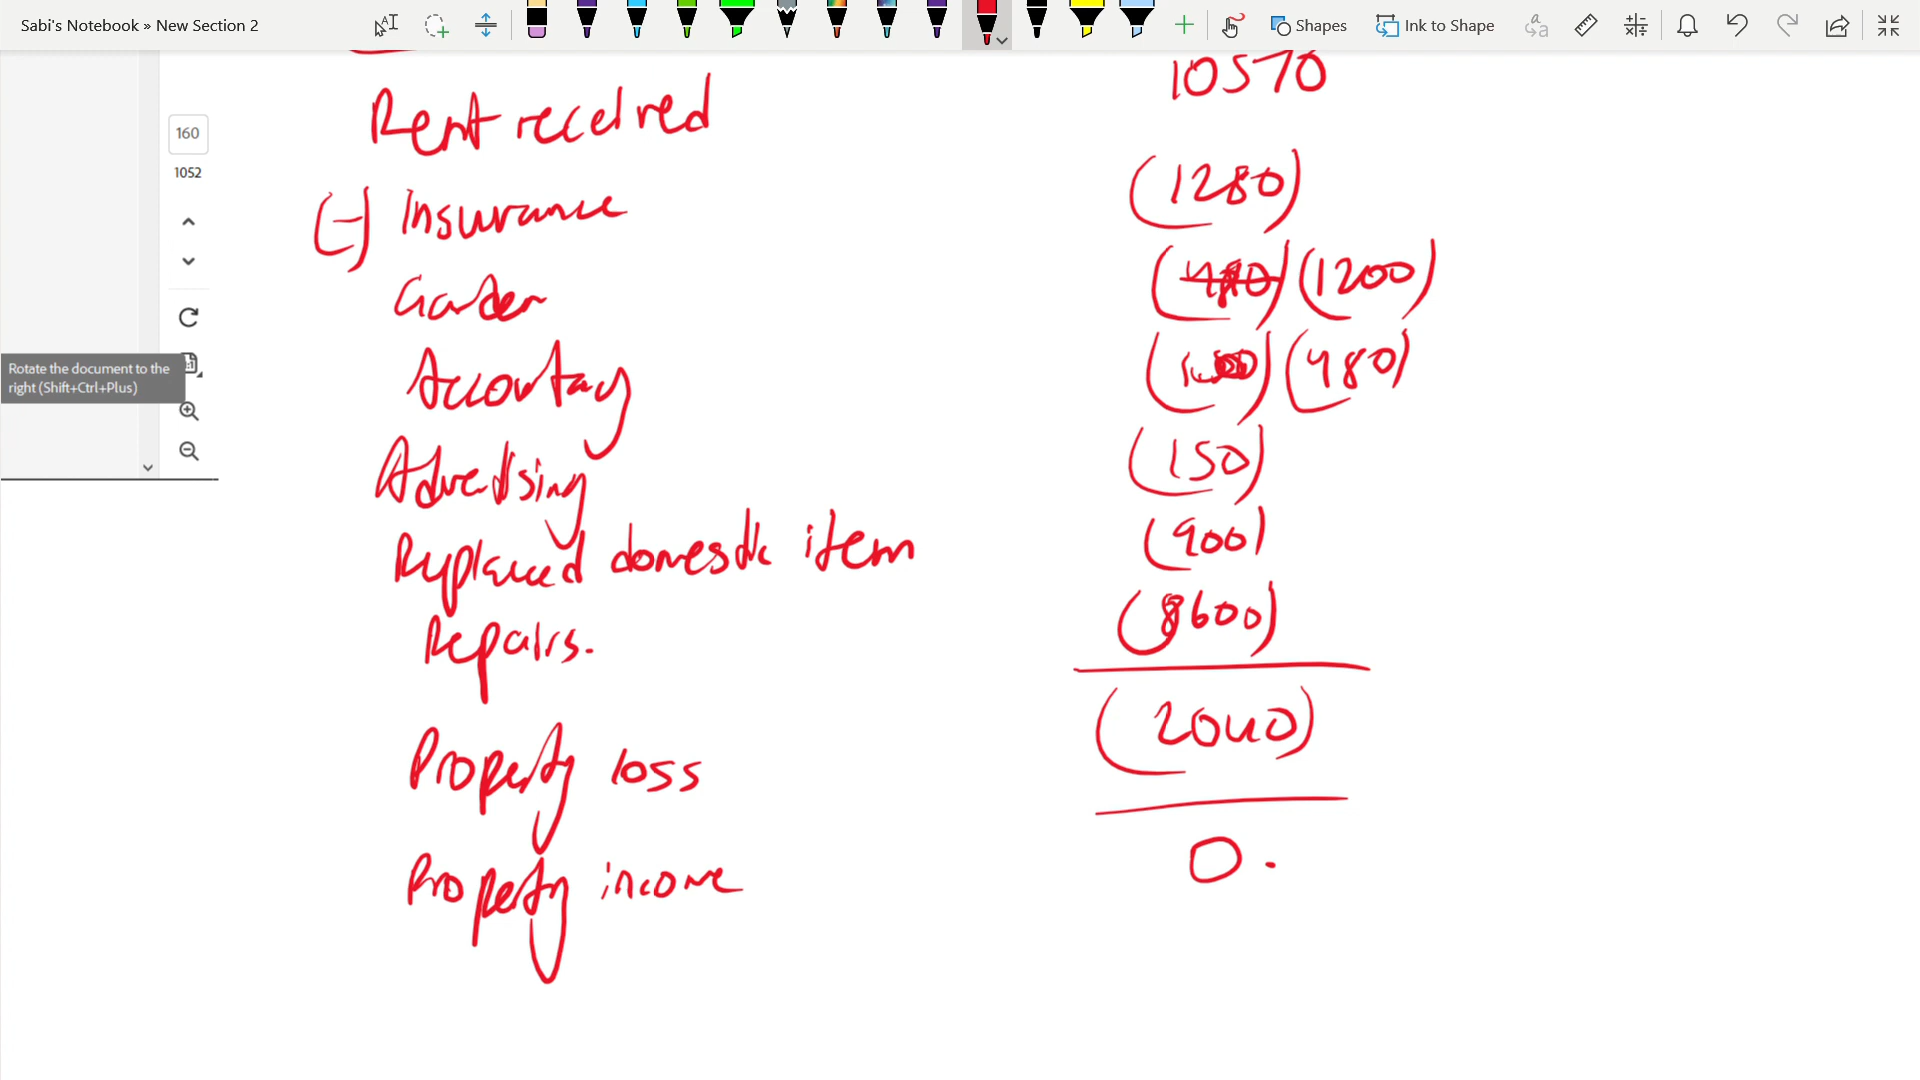 Sabi's Notebook » New Section 2
Shapes
Ink to Shape
160
1052
Rotate the document to the
right (Shift+Ctrl+Plus)
10570
Rent received
(-) Insurance (1280)
Garden (1200)
Accountacy (480)
Advertising (150)
Replaced domestic item (900)
Repairs. (8600)
Property loss (2040)
Property income 0.